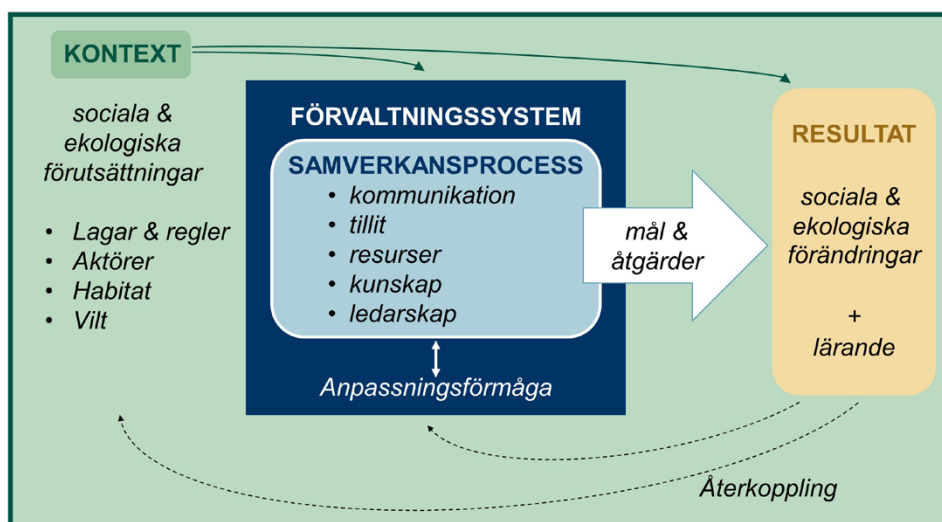 KONTEXT
sociala &
ekologiska
förutsättningar
• Lagar & regler
• Aktörer
• Habitat
• Vilt
FÖRVALTNINGSSYSTEM
SAMVERKANSPROCESS
• kommunikation
• tillit
• resurser
• kunskap
• ledarskap
Anpassningsförmåga
mål &
åtgärder
RESULTAT
sociala &
ekologiska
förändringar
+
lärande
Återkoppling